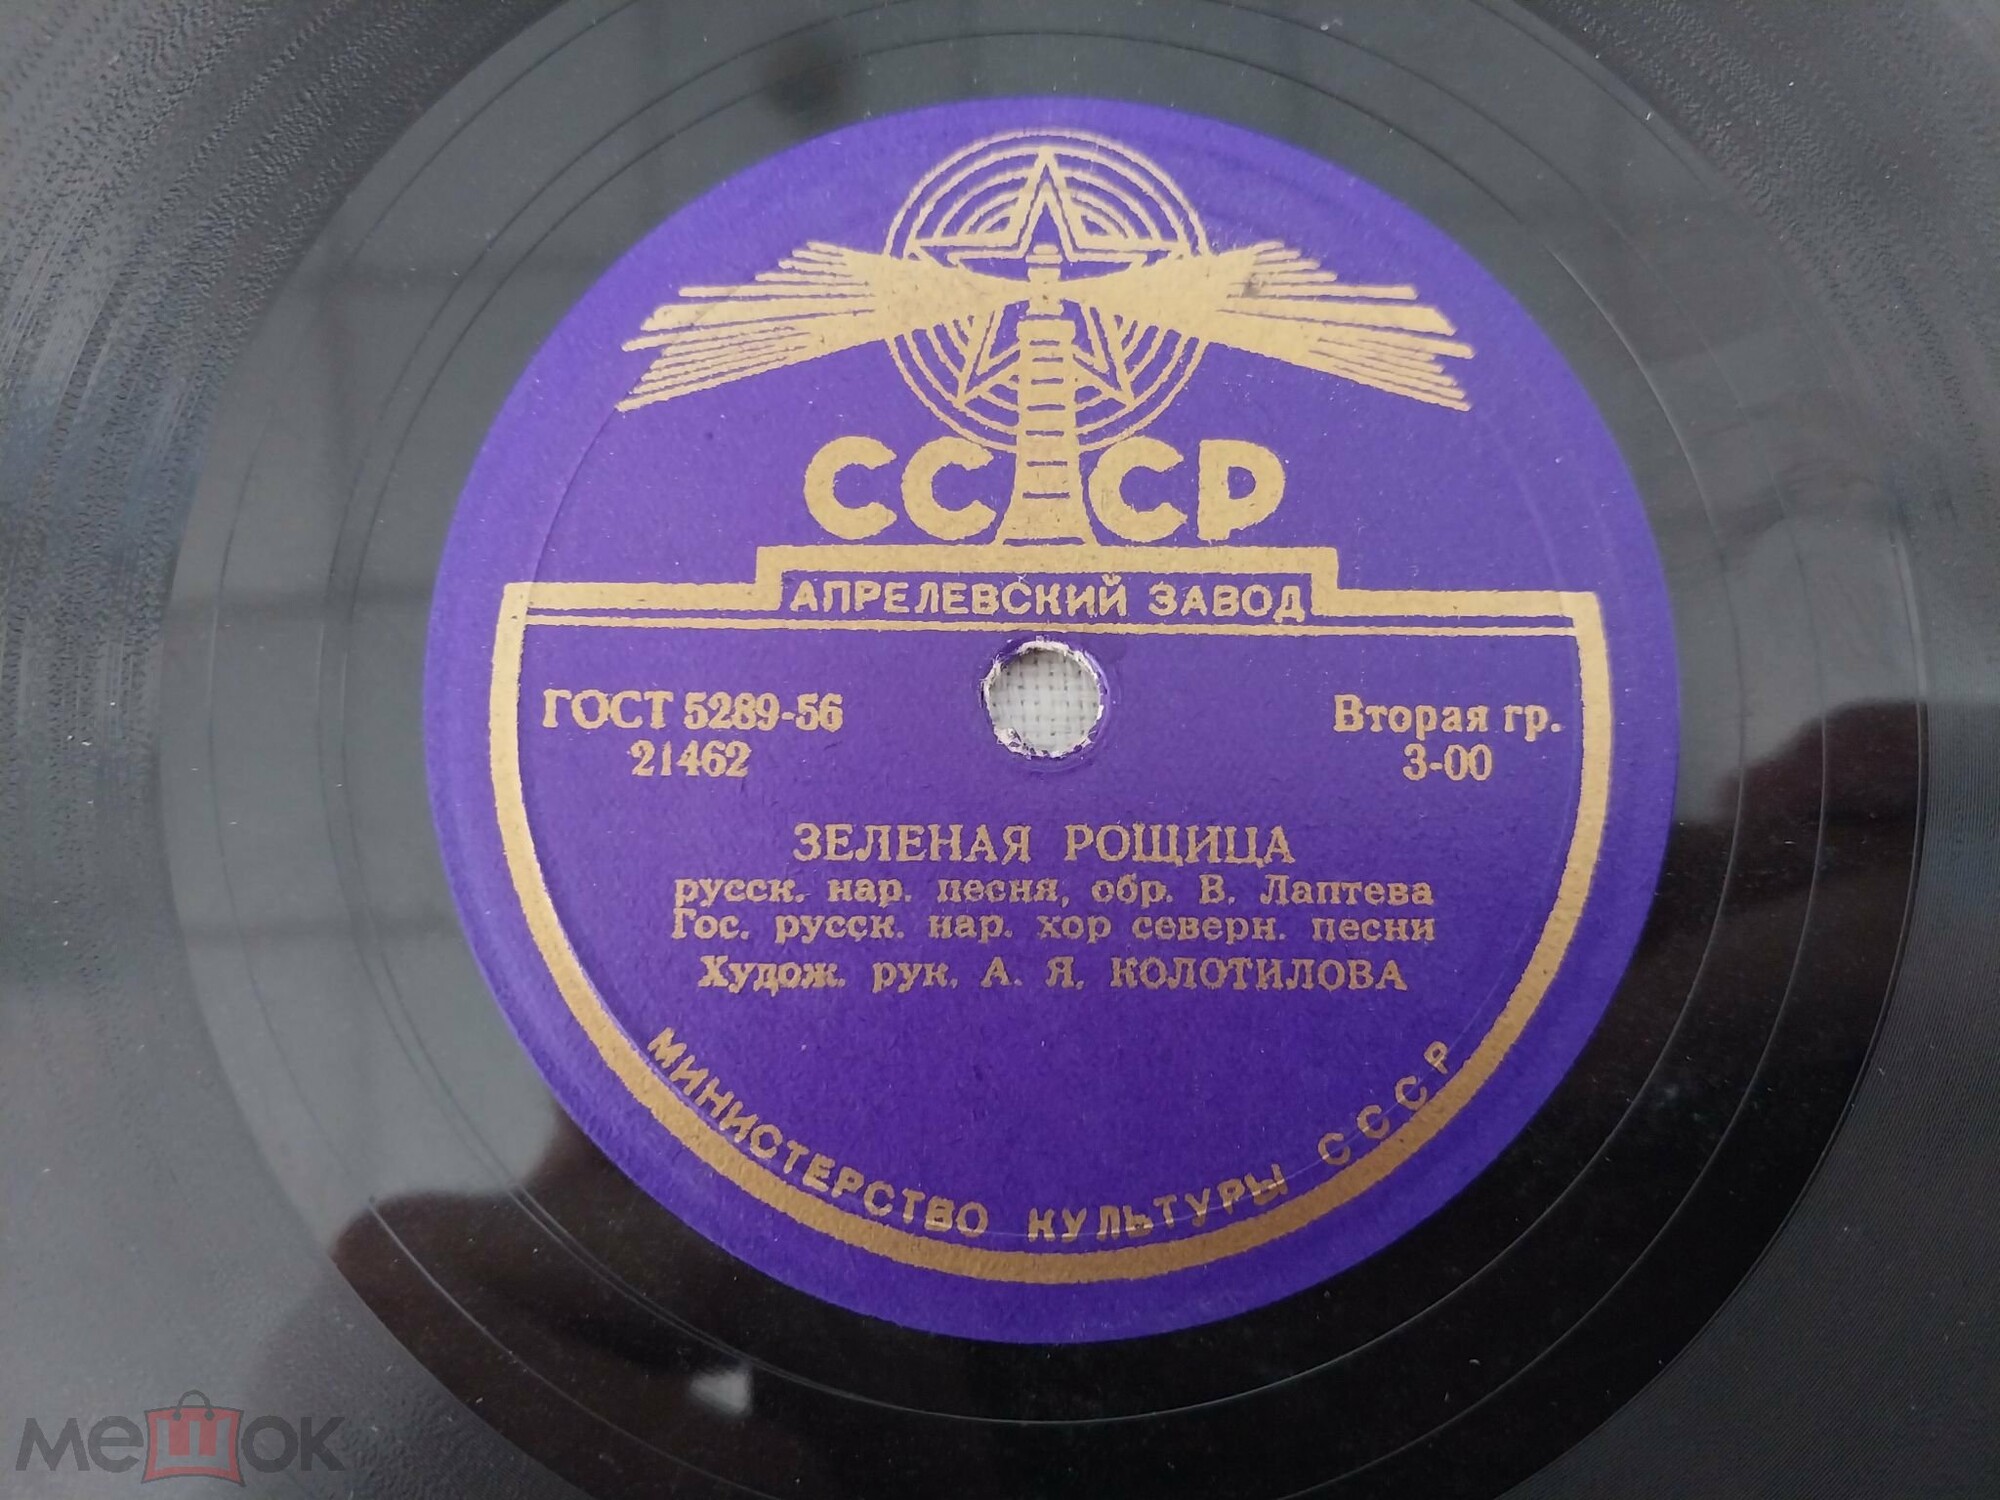 СССР
АПРЕЛЕВСКИЙ ЗАВОД
ГОСТ 5289-56
21462
Вторая гр.
3-00
ЗЕЛЕНАЯ РОЩИЦА
русск. нар. песня, обр. В. Лаптева
Гос. русск. нар. хор северн. песни
Худож. рук. А. Я. КОЛОТИЛОВА
МИНИСТЕРСТВО КУЛЬТУРЫ СССР
мешок